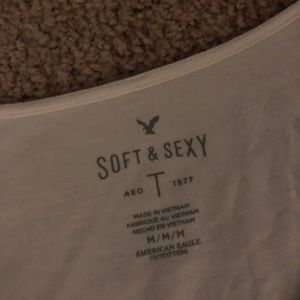 SOFT & SEXY
AEO T 1977
MADE IN VIETNAM
FABRIQUÉ AU VIETNAM
HECHO EN VIETNAM
M/M/M
AMERICAN EAGLE
OUTFITTERS